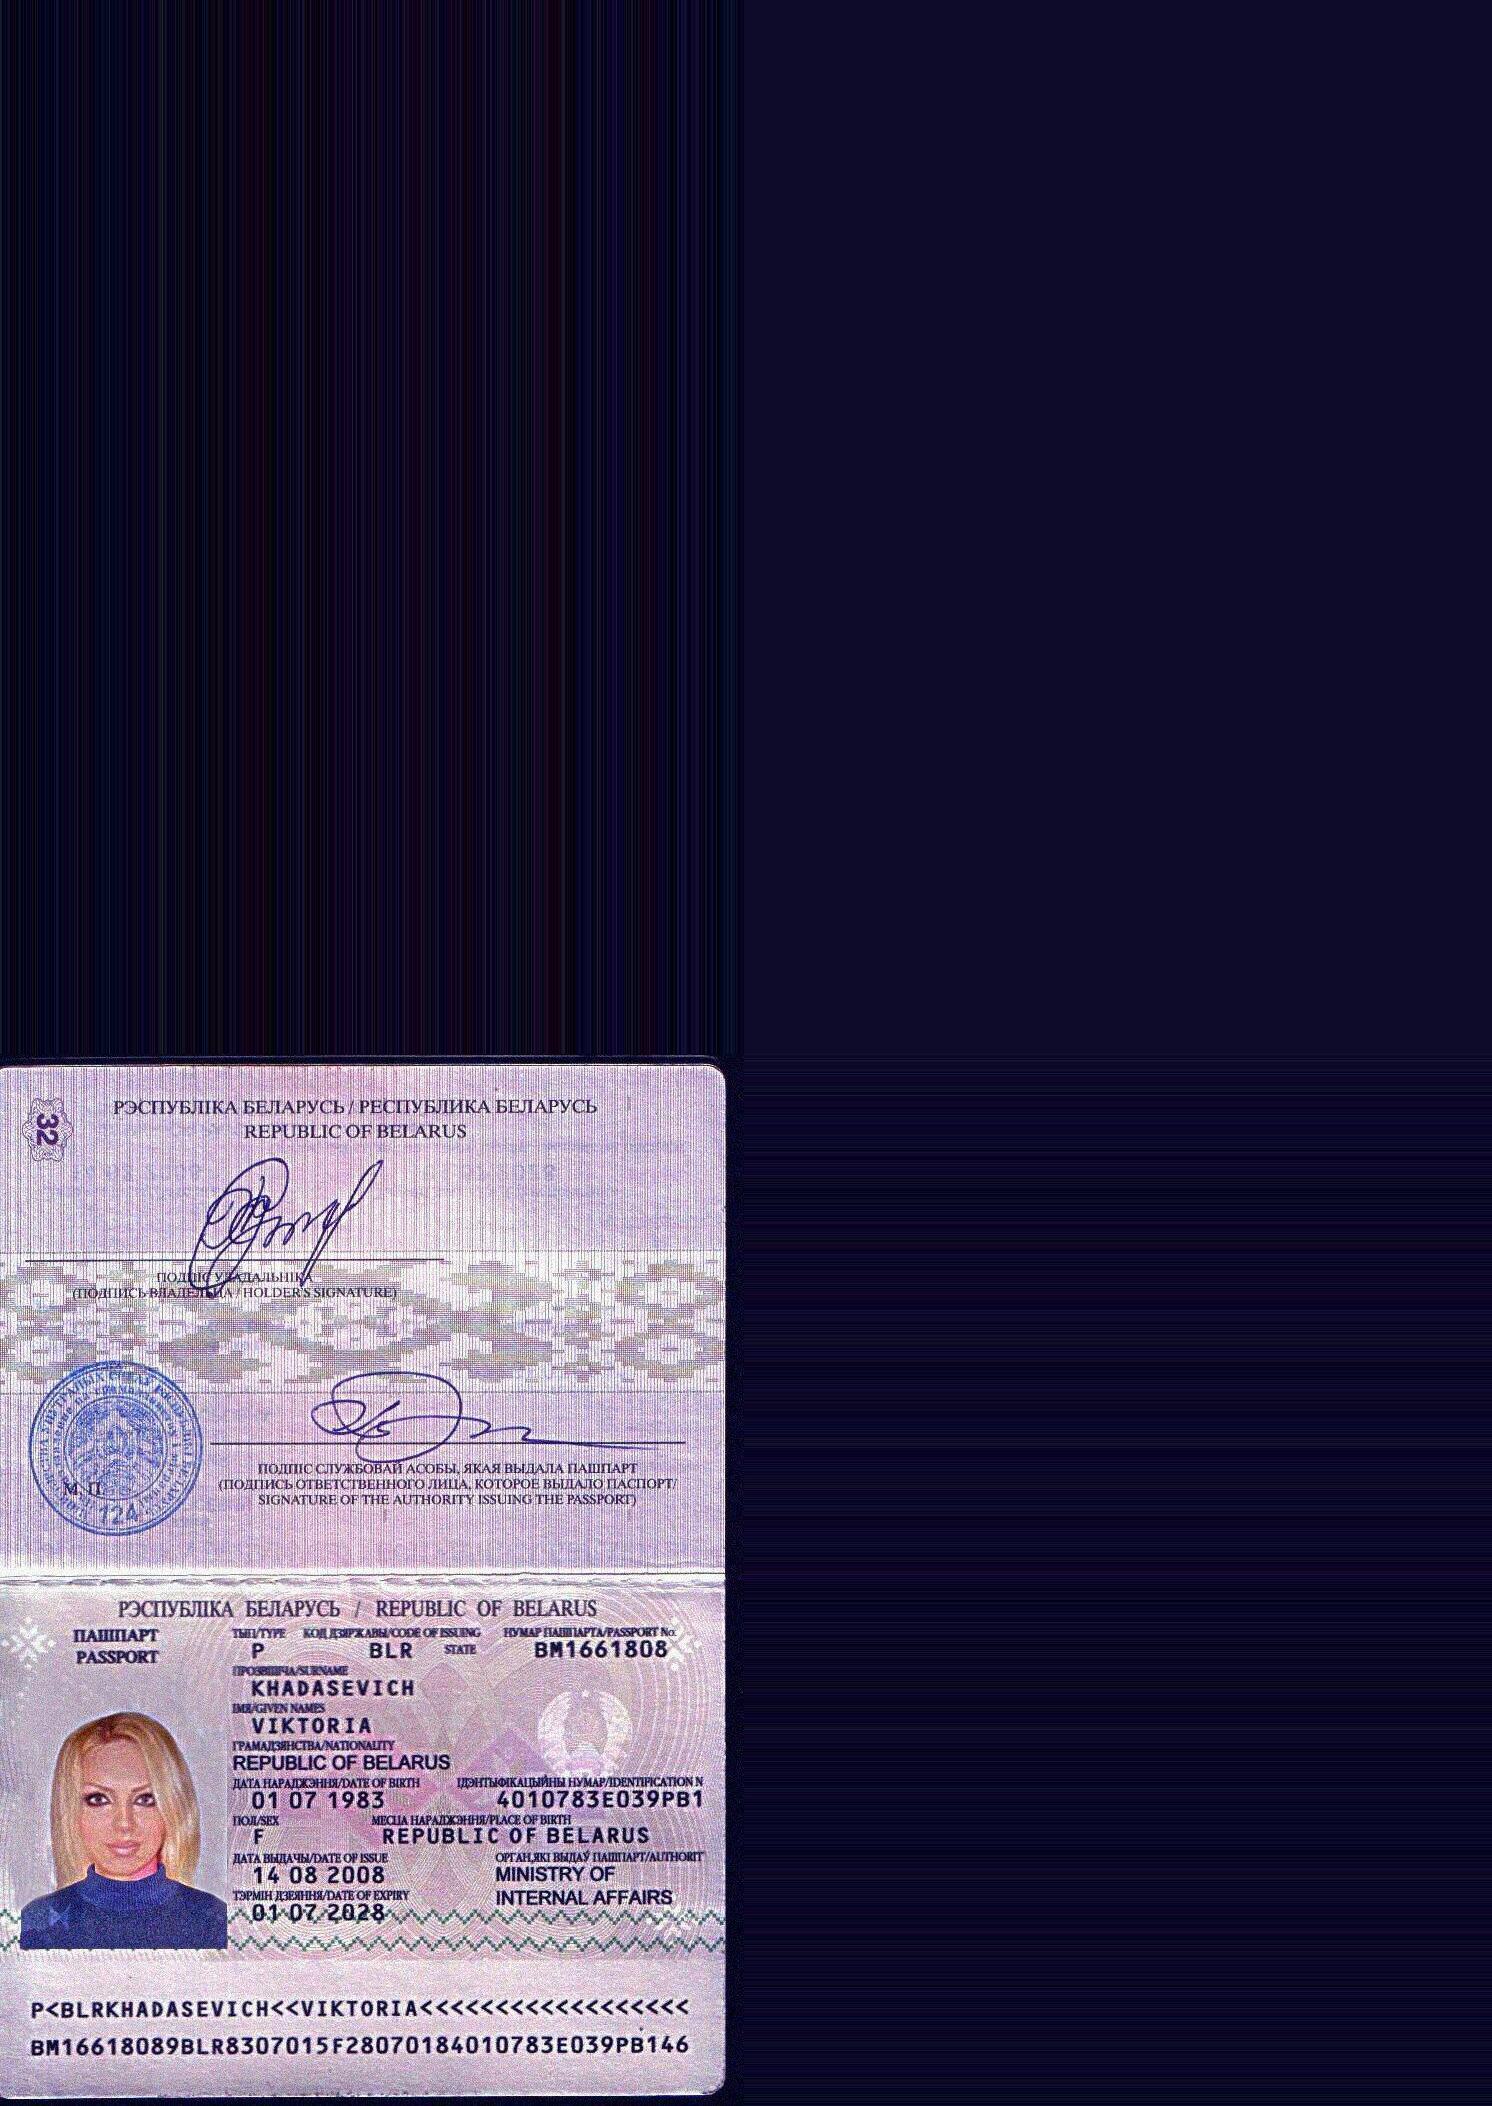 32
РЭСПУБЛІКА БЕЛАРУСЬ / РЕСПУБЛИКА БЕЛАРУСЬ
REPUBLIC OF BELARUS
ПОДПІС УЛАДАЛЬНІКА
(ПОДПИСЬ ВЛАДЕЛЬЦА / HOLDER'S SIGNATURE)
М. П.
124
ПОДПІС СЛУЖБОВАЙ АСОБЫ, ЯКАЯ ВЫДАЛА ПАШПАРТ
(ПОДПИСЬ ОТВЕТСТВЕННОГО ЛИЦА, КОТОРОЕ ВЫДАЛО ПАСПОРТ/
SIGNATURE OF THE AUTHORITY ISSUING THE PASSPORT)
РЭСПУБЛІКА БЕЛАРУСЬ / REPUBLIC OF BELARUS
ПАШПАРТ ТЫП/TYPE КОД ДЗЯРЖАВЫ/CODE OF ISSUING НУМАР ПАШПАРТА/PASSPORT No.
PASSPORT P BLR STATE BM1661808
ПРОЗВІШЧА/SURNAME
KHADASEVICH
ІМЯ/GIVEN NAMES
VIKTORIA
ГРАМАДЗЯНСТВА/NATIONALITY
REPUBLIC OF BELARUS
ДАТА НАРАДЖЭННЯ/DATE OF BIRTH ІДЭНТЫФІКАЦЫЙНЫ НУМАР/IDENTIFICATION N
01 07 1983 4010783E039PB1
ПОЛ/SEX МЕСЦА НАРАДЖЭННЯ/PLACE OF BIRTH
F REPUBLIC OF BELARUS
ДАТА ВЫДАЧЫ/DATE OF ISSUE ОРГАН,ЯКІ ВЫДАЎ ПАШПАРТ/AUTHORIT
14 08 2008 MINISTRY OF
ТЭРМІН ДЗЕЯННЯ/DATE OF EXPIRY INTERNAL AFFAIRS
01 07 2028
P<BLRKHADASEVICH<<VIKTORIA<<<<<<<<<<<<<<<<<<
BM16618089BLR8307015F28070184010783E039PB146